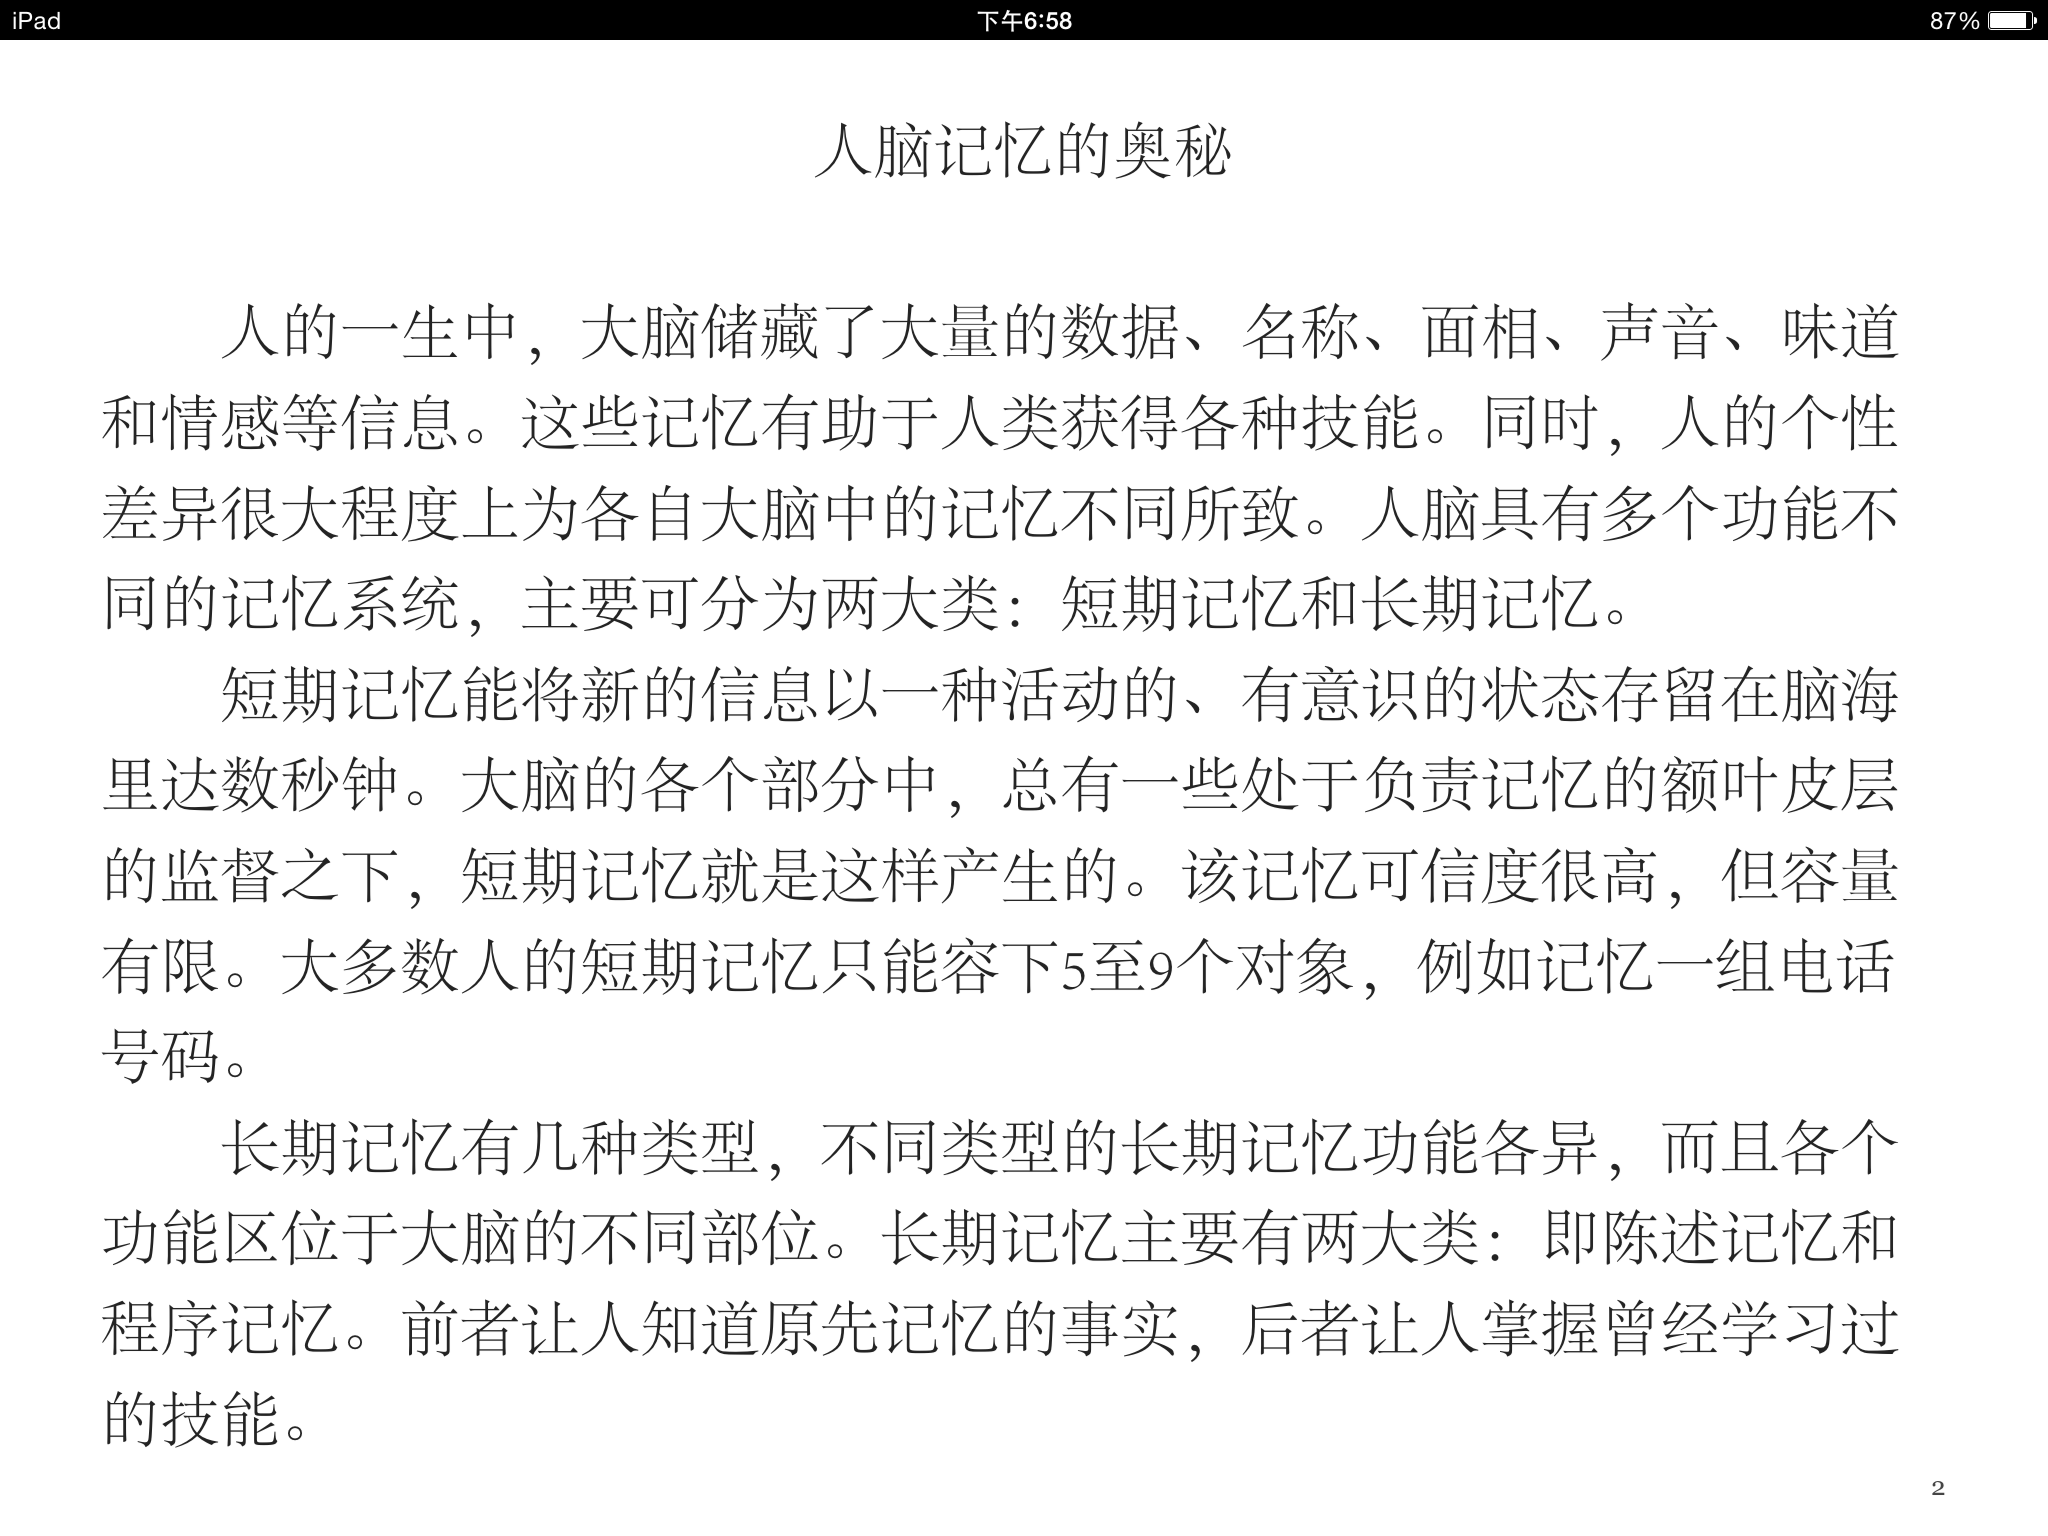 iPad 下午6:58 87%
人脑记忆的奥秘
人的一生中，大脑储藏了大量的数据、名称、面相、声音、味道
和情感等信息。这些记忆有助于人类获得各种技能。同时，人的个性
差异很大程度上为各自大脑中的记忆不同所致。人脑具有多个功能不
同的记忆系统，主要可分为两大类：短期记忆和长期记忆。
短期记忆能将新的信息以一种活动的、有意识的状态存留在脑海
里达数秒钟。大脑的各个部分中，总有一些处于负责记忆的额叶皮层
的监督之下，短期记忆就是这样产生的。该记忆可信度很高，但容量
有限。大多数人的短期记忆只能容下5至9个对象，例如记忆一组电话
号码。
长期记忆有几种类型，不同类型的长期记忆功能各异，而且各个
功能区位于大脑的不同部位。长期记忆主要有两大类：即陈述记忆和
程序记忆。前者让人知道原先记忆的事实，后者让人掌握曾经学习过
的技能。
2